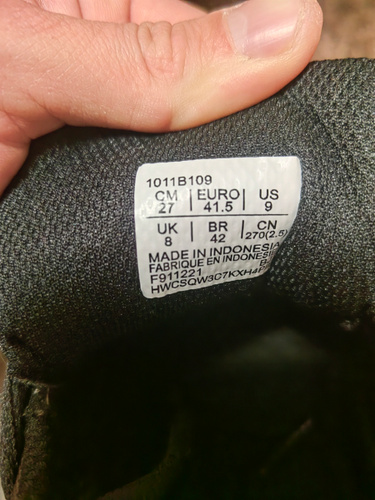 1011B109
CM | EURO | US
27 | 41.5 | 9
UK | BR | CN
8 | 42 | 270(2.5)
MADE IN INDONESIA
FABRIQUE EN INDONESIE
F911221
HWCSQW3C7KXH4P